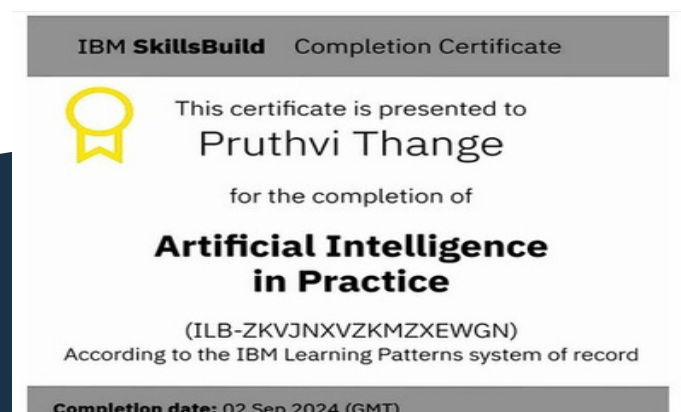 IBM SkillsBuild Completion Certificate
This certificate is presented to
Pruthvi Thange
for the completion of
Artificial Intelligence
in Practice
(ILB-ZKVJNXVZKMZXEWGN)
According to the IBM Learning Patterns system of record
Completion date: 02 Sep 2024 (GMT)